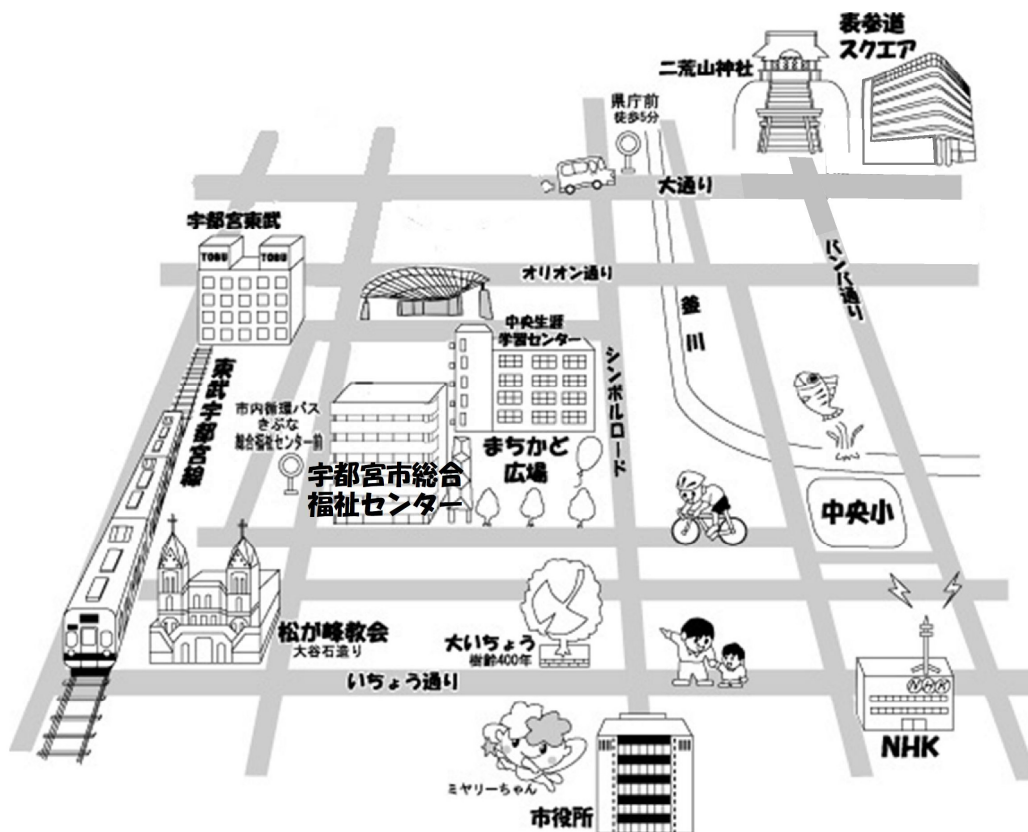 表参道
スクエア
二荒山神社
県庁前
徒歩5分
大通り
宇都宮東武
TOBU
TOBU
バンバ通り
オリオン通り
釜川
中央生涯
学習センター
シンボルロード
東武宇都宮線
市内循環バス
きぶな
総合福祉センター前
まちかど
広場
宇都宮市総合
福祉センター
中央小
松が峰教会
大谷石造り
大いちょう
樹齢400年
いちょう通り
NHK
NHK
ミヤリーちゃん
市役所